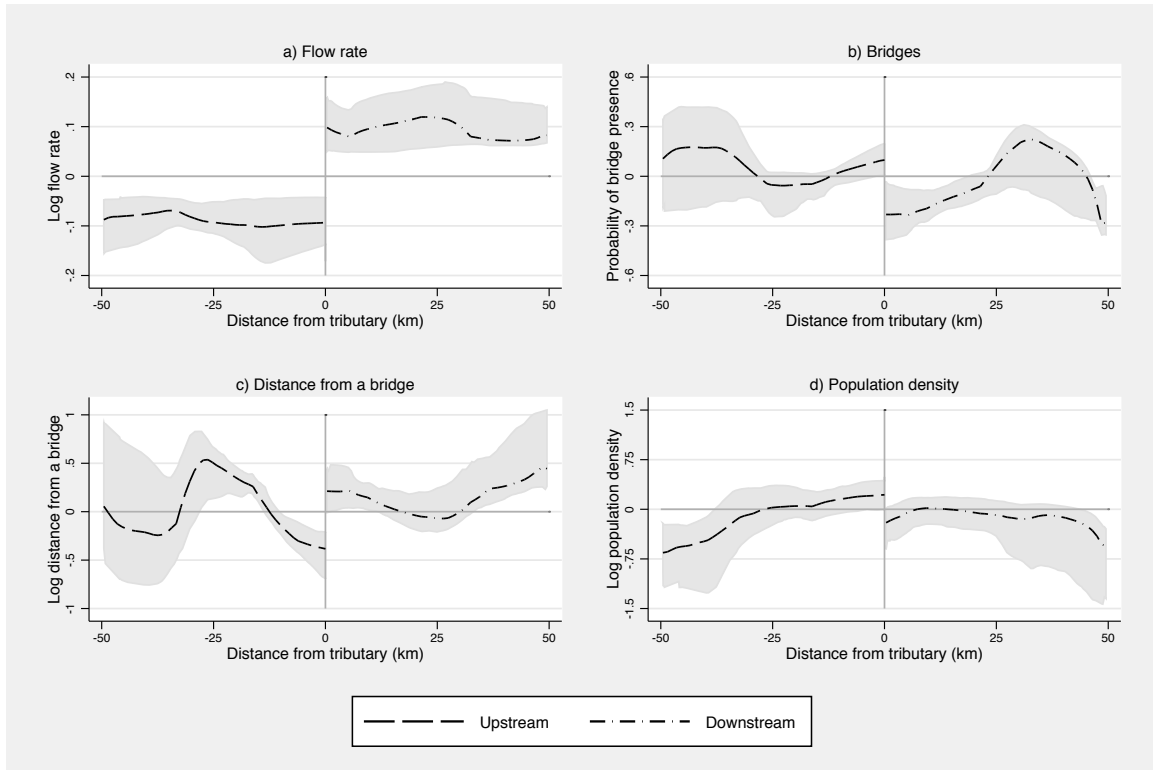 a) Flow rate
Log flow rate
.2
.1
0
-.1
-.2
-50 -25 0 25 50
Distance from tributary (km)
b) Bridges
Probability of bridge presence
.6
.3
0
-.3
-.6
-50 -25 0 25 50
Distance from tributary (km)
c) Distance from a bridge
Log distance from a bridge
1
.5
0
-.5
-1
-50 -25 0 25 50
Distance from tributary (km)
d) Population density
Log population density
1.5
.75
0
-.75
-1.5
-50 -25 0 25 50
Distance from tributary (km)
Upstream Downstream